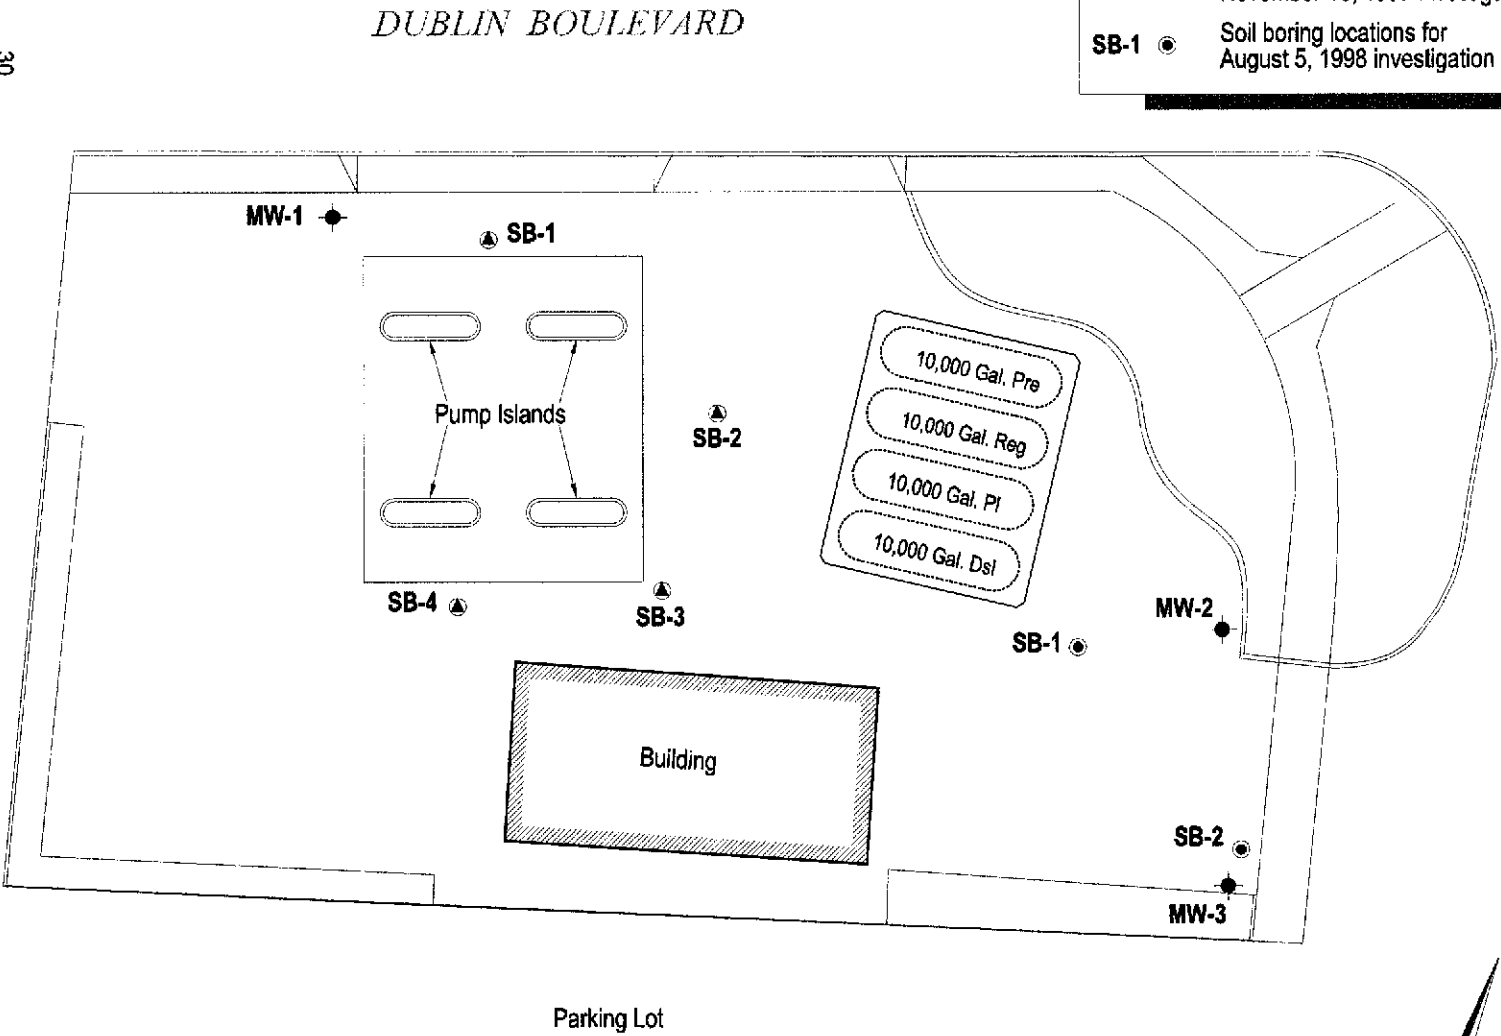 DUBLIN BOULEVARD
SB-1
Soil boring locations for
August 5, 1998 investigation
30
MW-1
SB-1
10,000 Gal. Pre
10,000 Gal. Reg
10,000 Gal. Pl
10,000 Gal. Dsl
Pump Islands
SB-2
SB-4
SB-3
MW-2
SB-1
Building
SB-2
MW-3
Parking Lot